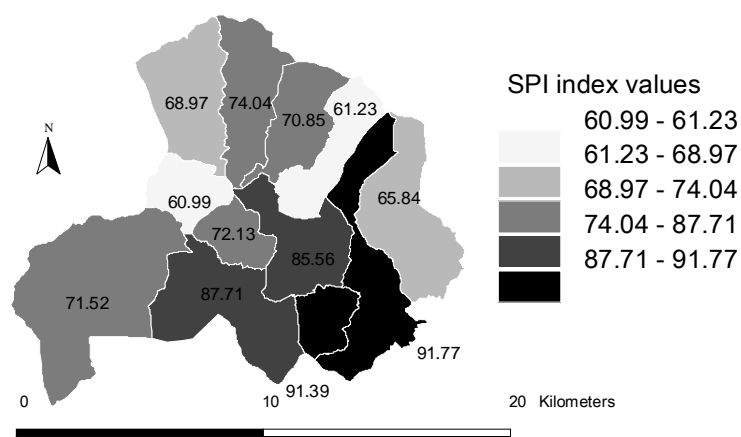 SPI index values
60.99 - 61.23
61.23 - 68.97
68.97 - 74.04
74.04 - 87.71
87.71 - 91.77
N
68.97
74.04
70.85
61.23
60.99
65.84
72.13
85.56
71.52
87.71
91.77
91.39
0 10 20 Kilometers